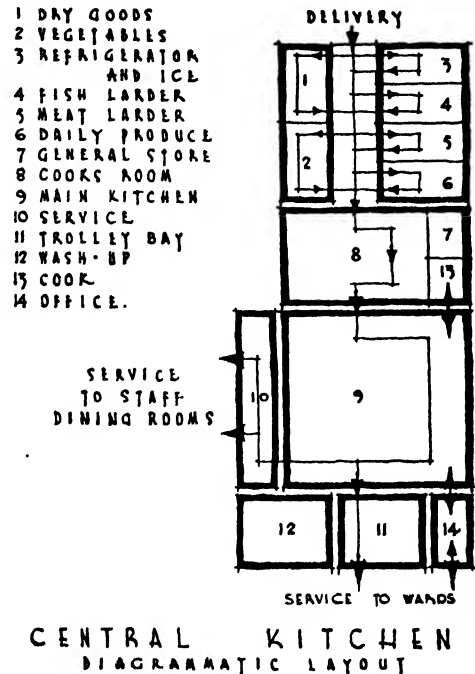 1 DRY GOODS
2 VEGETABLES
3 REFRIGERATOR
AND ICE
4 FISH LARDER
5 MEAT LARDER
6 DAILY PRODUCE
7 GENERAL STORE
8 COOKS ROOM
9 MAIN KITCHEN
10 SERVICE
11 TROLLEY BAY
12 WASH-UP
13 COOK
14 OFFICE.
DELIVERY
1
3
4
2
5
6
8
7
13
SERVICE
TO STAFF
DINING ROOMS
10
9
12
11
14
SERVICE TO WARDS
CENTRAL KITCHEN
DIAGRAMMATIC LAYOUT